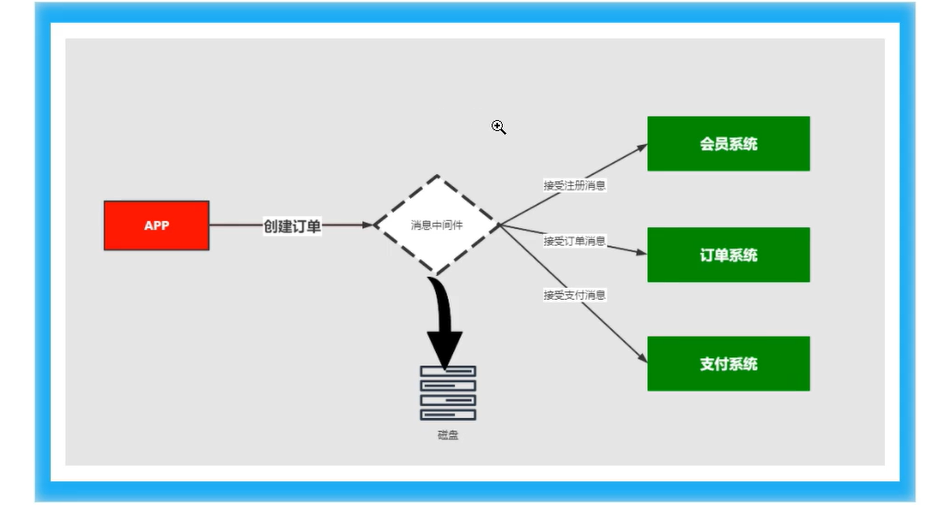 会员系统
接受注册消息
APP
创建订单
消息中间件
接受订单消息
订单系统
接受支付消息
支付系统
磁盘